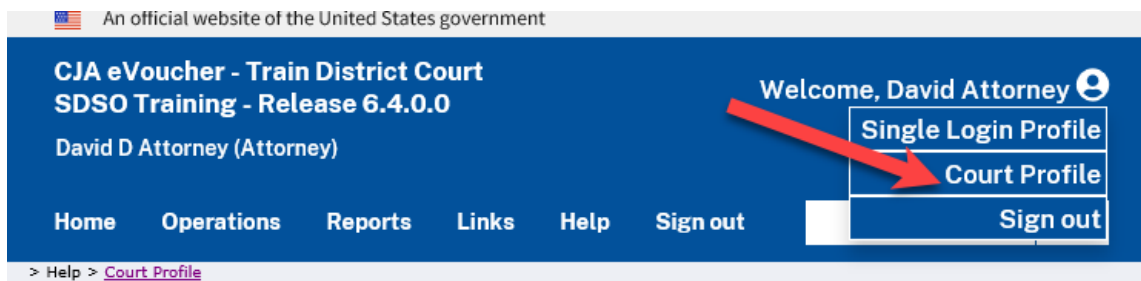 An official website of the United States government
CJA eVoucher - Train District Court
SDSO Training - Release 6.4.0.0
David D Attorney (Attorney)
Welcome, David Attorney
Single Login Profile
Court Profile
Sign out
Home Operations Reports Links Help Sign out
> Help > Court Profile